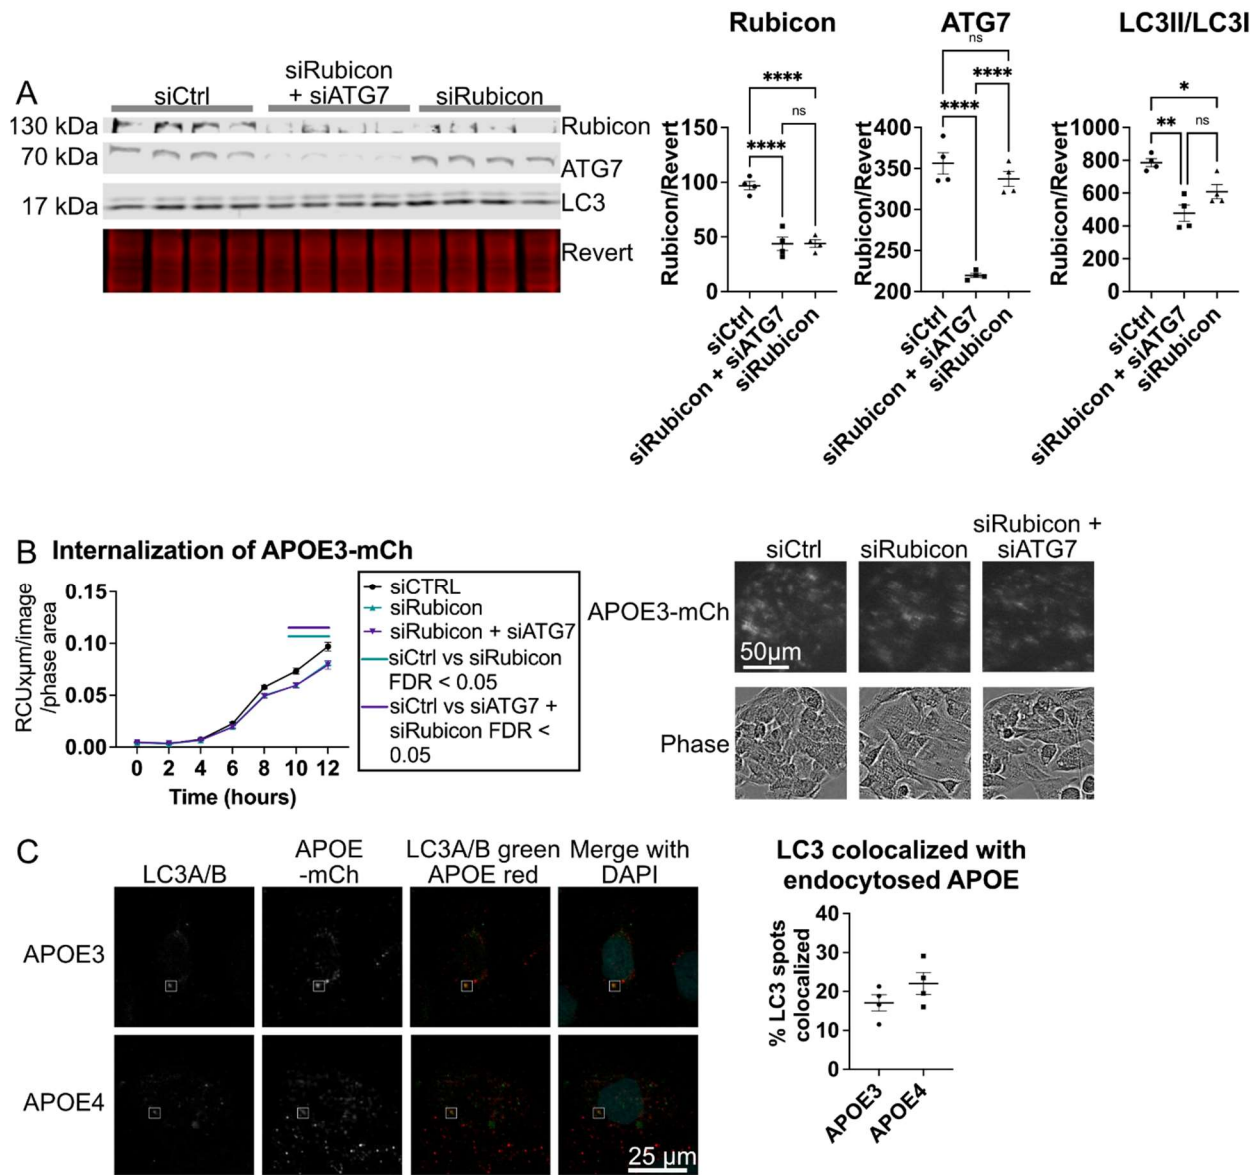 A
siCtrl
siRubicon
+ siATG7
siRubicon
130 kDa
Rubicon
70 kDa
ATG7
17 kDa
LC3
Revert
Rubicon
****
ns
****
Rubicon/Revert
150
100
50
0
siCtrl
siRubicon + siATG7
siRubicon
ATG7
ns
****
****
Rubicon/Revert
400
350
300
250
200
siCtrl
siRubicon + siATG7
siRubicon
LC3II/LC3I
*
**
ns
Rubicon/Revert
1000
800
600
400
200
0
siCtrl
siRubicon + siATG7
siRubicon
B
Internalization of APOE3-mCh
RCUxμm/image
/phase area
0.15
0.10
0.05
0.00
0 2 4 6 8 10 12
Time (hours)
siCTRL
siRubicon
siRubicon + siATG7
siCtrl vs siRubicon
FDR < 0.05
siCtrl vs siATG7 +
siRubicon FDR <
0.05
siCtrl
siRubicon
siRubicon +
siATG7
APOE3-mCh
50μm
Phase
C
LC3A/B
APOE
-mCh
LC3A/B green
APOE red
Merge with
DAPI
APOE3
APOE4
25 μm
LC3 colocalized with
endocytosed APOE
% LC3 spots
colocalized
40
30
20
10
0
APOE3
APOE4